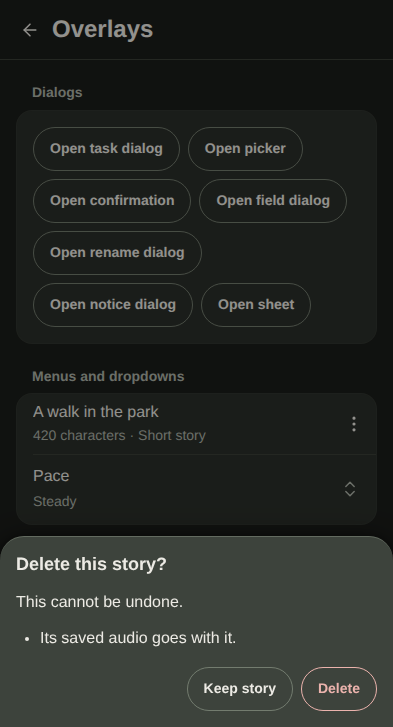 Overlays
Dialogs
Open task dialog
Open picker
Open confirmation
Open field dialog
Open rename dialog
Open notice dialog
Open sheet
Menus and dropdowns
A walk in the park
420 characters · Short story
Pace
Steady
Delete this story?
This cannot be undone.
• Its saved audio goes with it.
Keep story
Delete